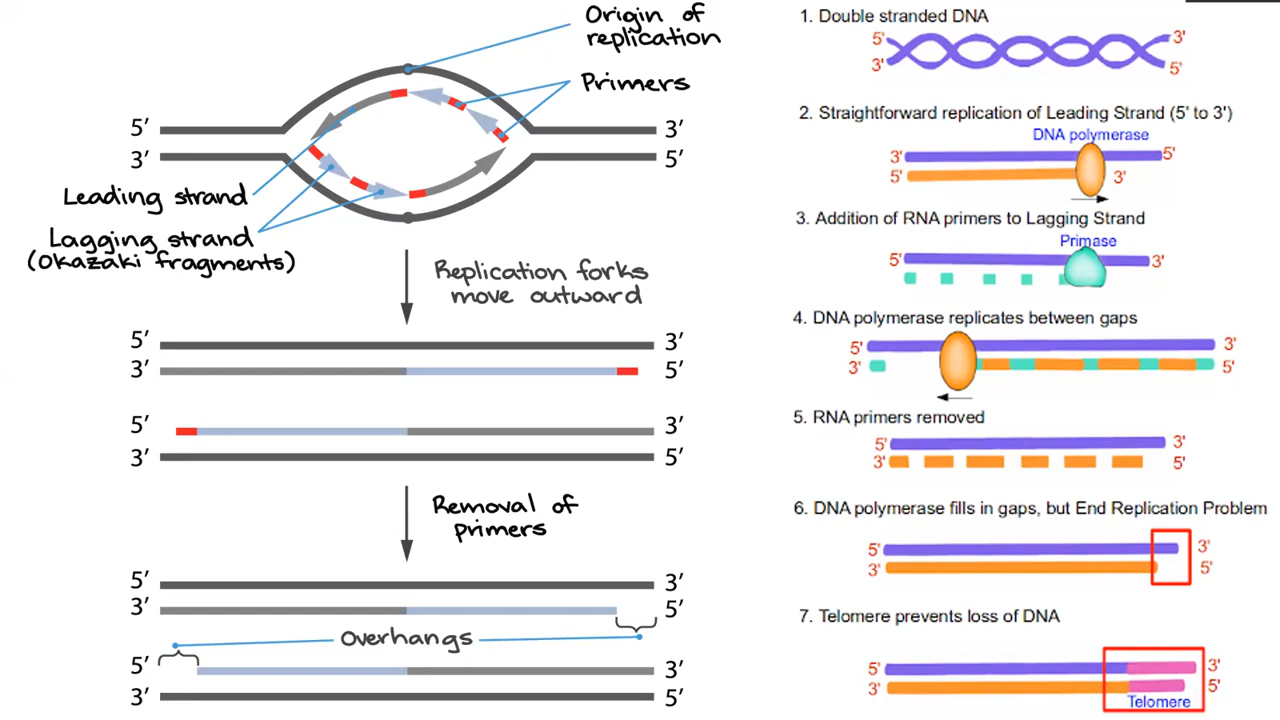 Origin of
replication
Primers
5′ 3′
3′ 5′
Leading strand
Lagging strand
(Okazaki fragments)
Replication forks
move outward
5′ 3′
3′ 5′
5′ 3′
3′ 5′
Removal of
primers
5′ 3′
3′ 5′
Overhangs
5′ 3′
3′ 5′
1. Double stranded DNA
5' 3'
3' 5'
2. Straightforward replication of Leading Strand (5' to 3')
DNA polymerase
3' 5'
5' 3'
3. Addition of RNA primers to Lagging Strand
Primase
5' 3'
4. DNA polymerase replicates between gaps
5' 3'
3' 5'
5. RNA primers removed
5' 3'
3' 5'
6. DNA polymerase fills in gaps, but End Replication Problem
5' 3'
3' 5'
7. Telomere prevents loss of DNA
5' 3'
3' 5'
Telomere